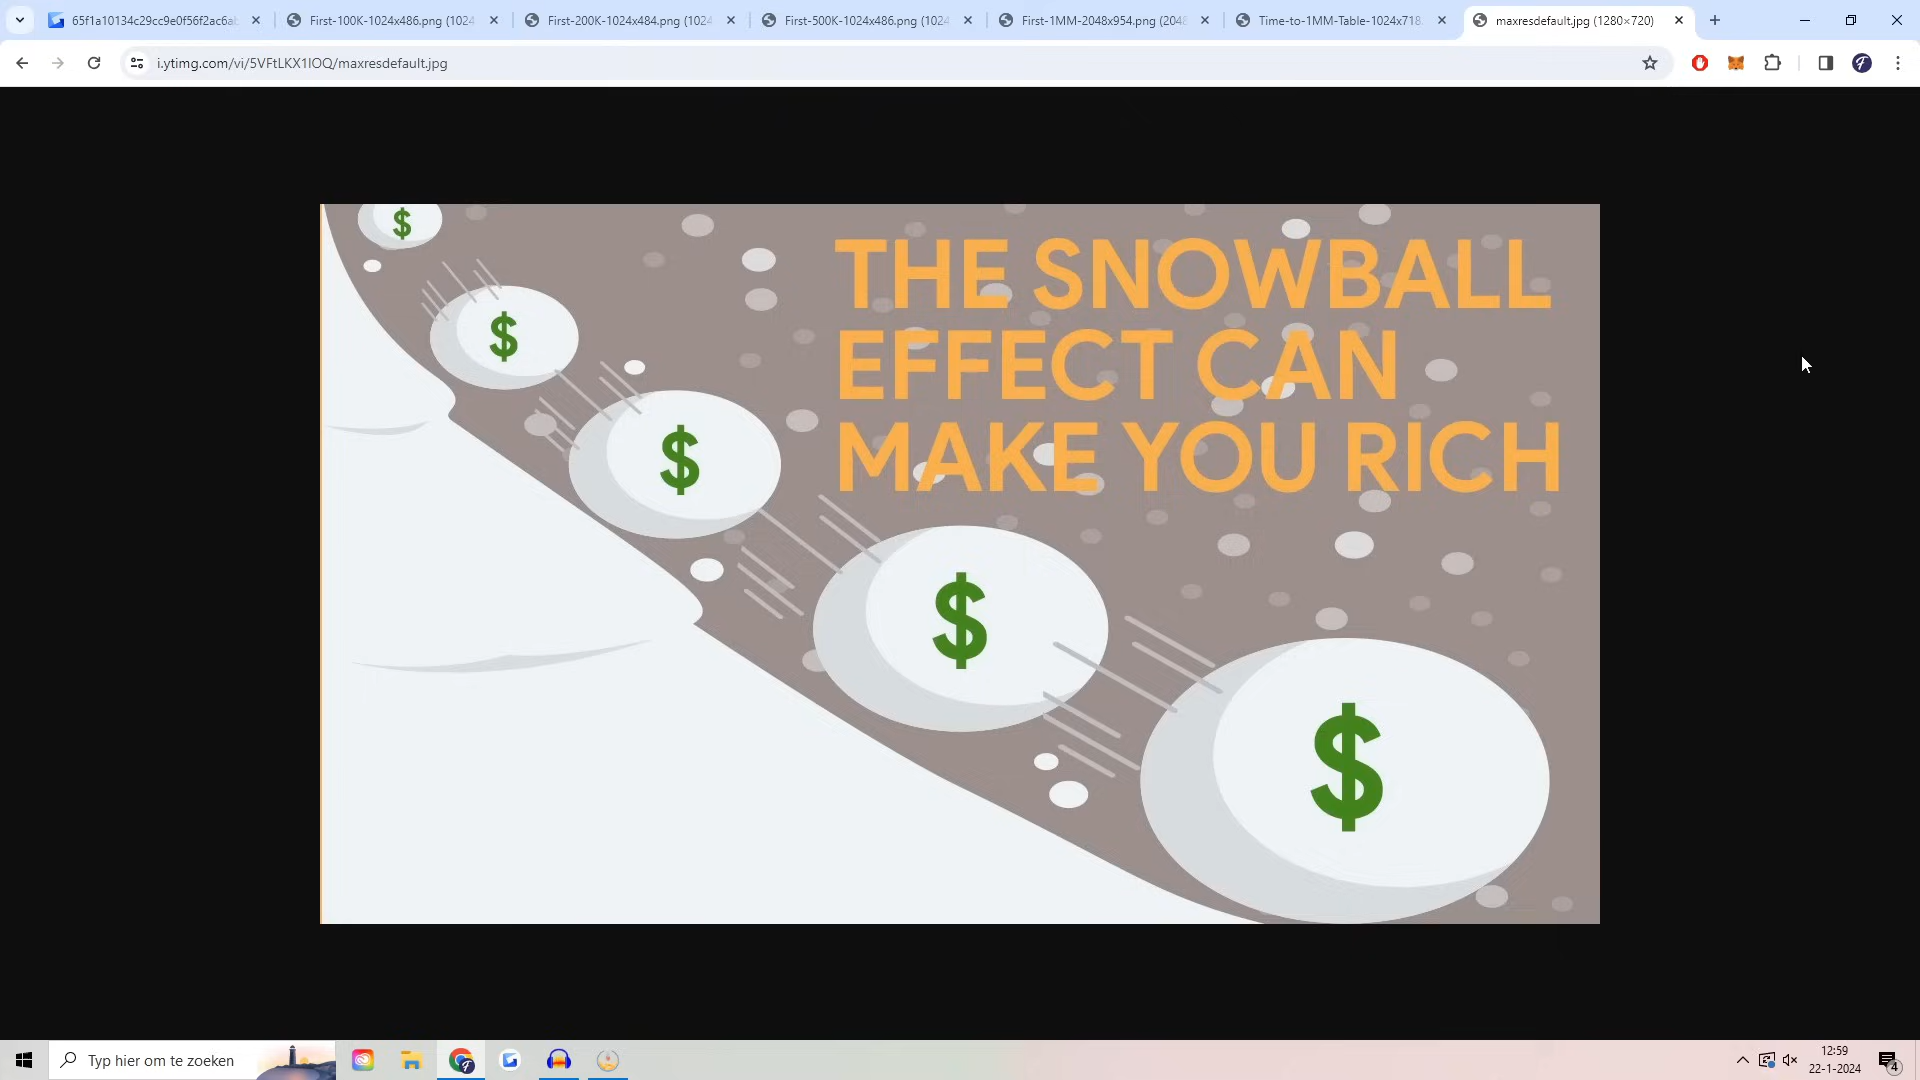 65f1a10134c29cc9e0f56f2ac6ab
First-100K-1024x486.png (1024
First-200K-1024x484.png (1024
First-500K-1024x486.png (1024
First-1MM-2048x954.png (2048
Time-to-1MM-Table-1024x718.
maxresdefault.jpg (1280×720)
i.ytimg.com/vi/5VFtLKX1IOQ/maxresdefault.jpg
$
$
$
$
$
THE SNOWBALL
EFFECT CAN
MAKE YOU RICH
Typ hier om te zoeken
12:59
22-1-2024
4